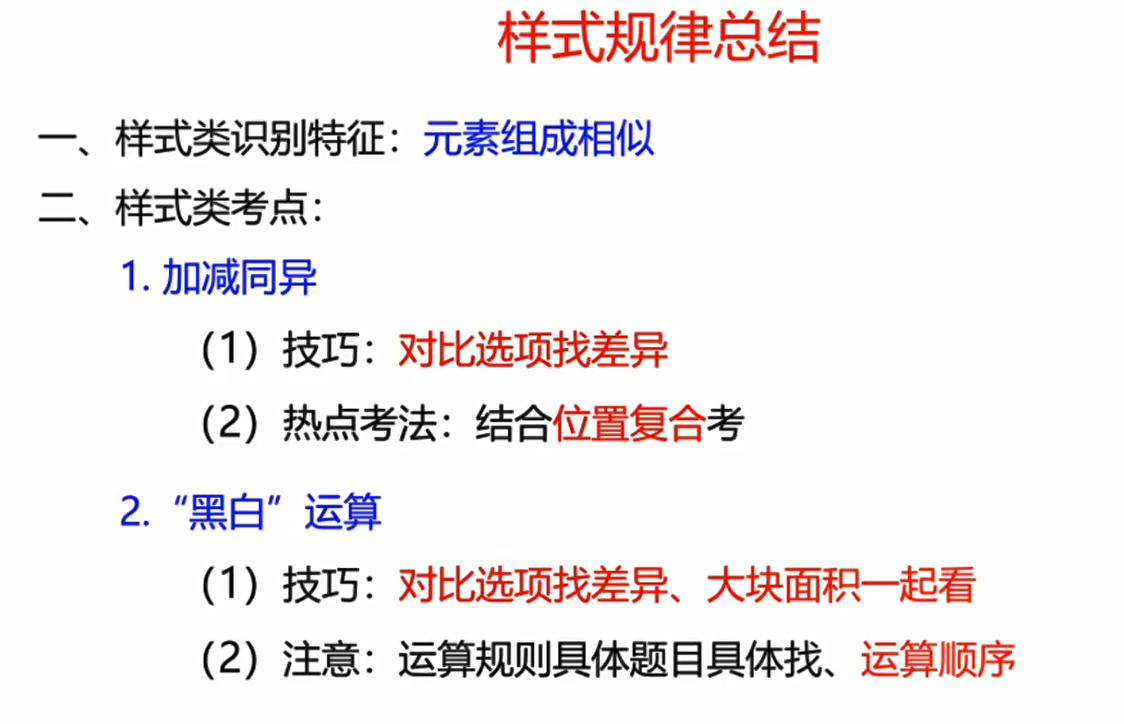 样式规律总结
一、样式类识别特征：元素组成相似
二、样式类考点：
1. 加减同异
（1）技巧：对比选项找差异
（2）热点考法：结合位置复合考
2.“黑白”运算
（1）技巧：对比选项找差异、大块面积一起看
（2）注意：运算规则具体题目具体找、运算顺序